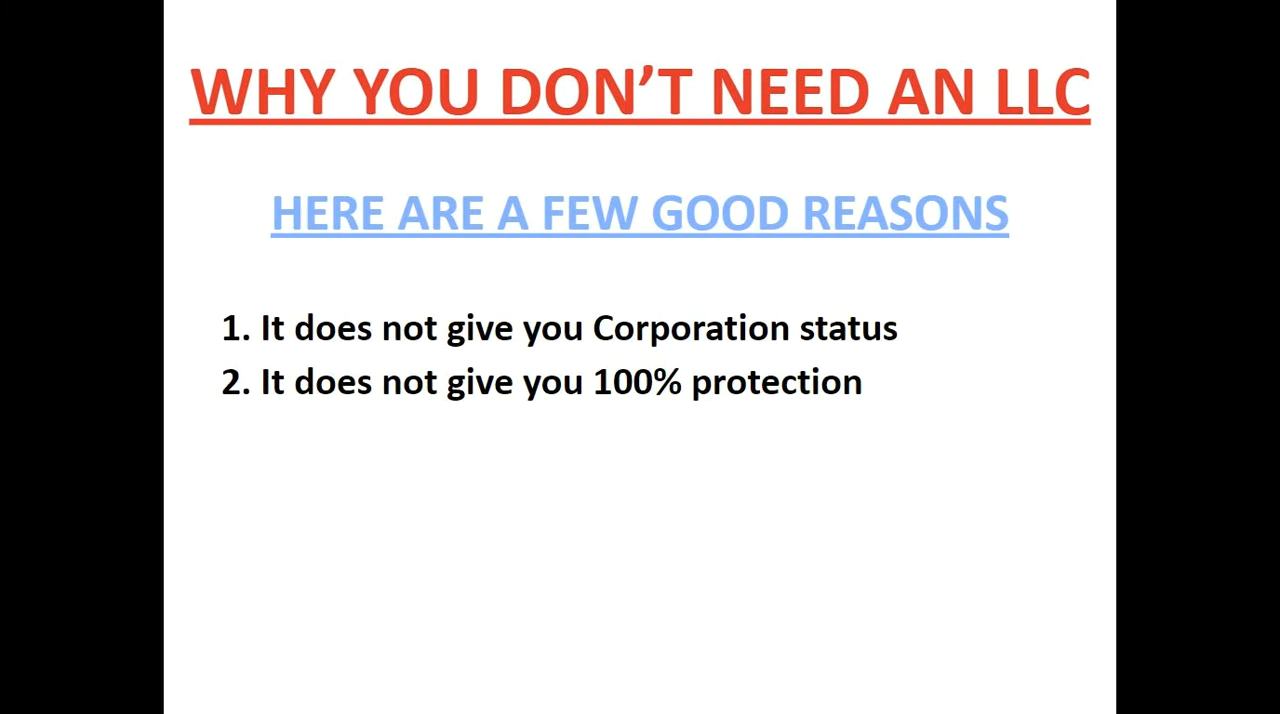 WHY YOU DON’T NEED AN LLC
HERE ARE A FEW GOOD REASONS
1. It does not give you Corporation status
2. It does not give you 100% protection